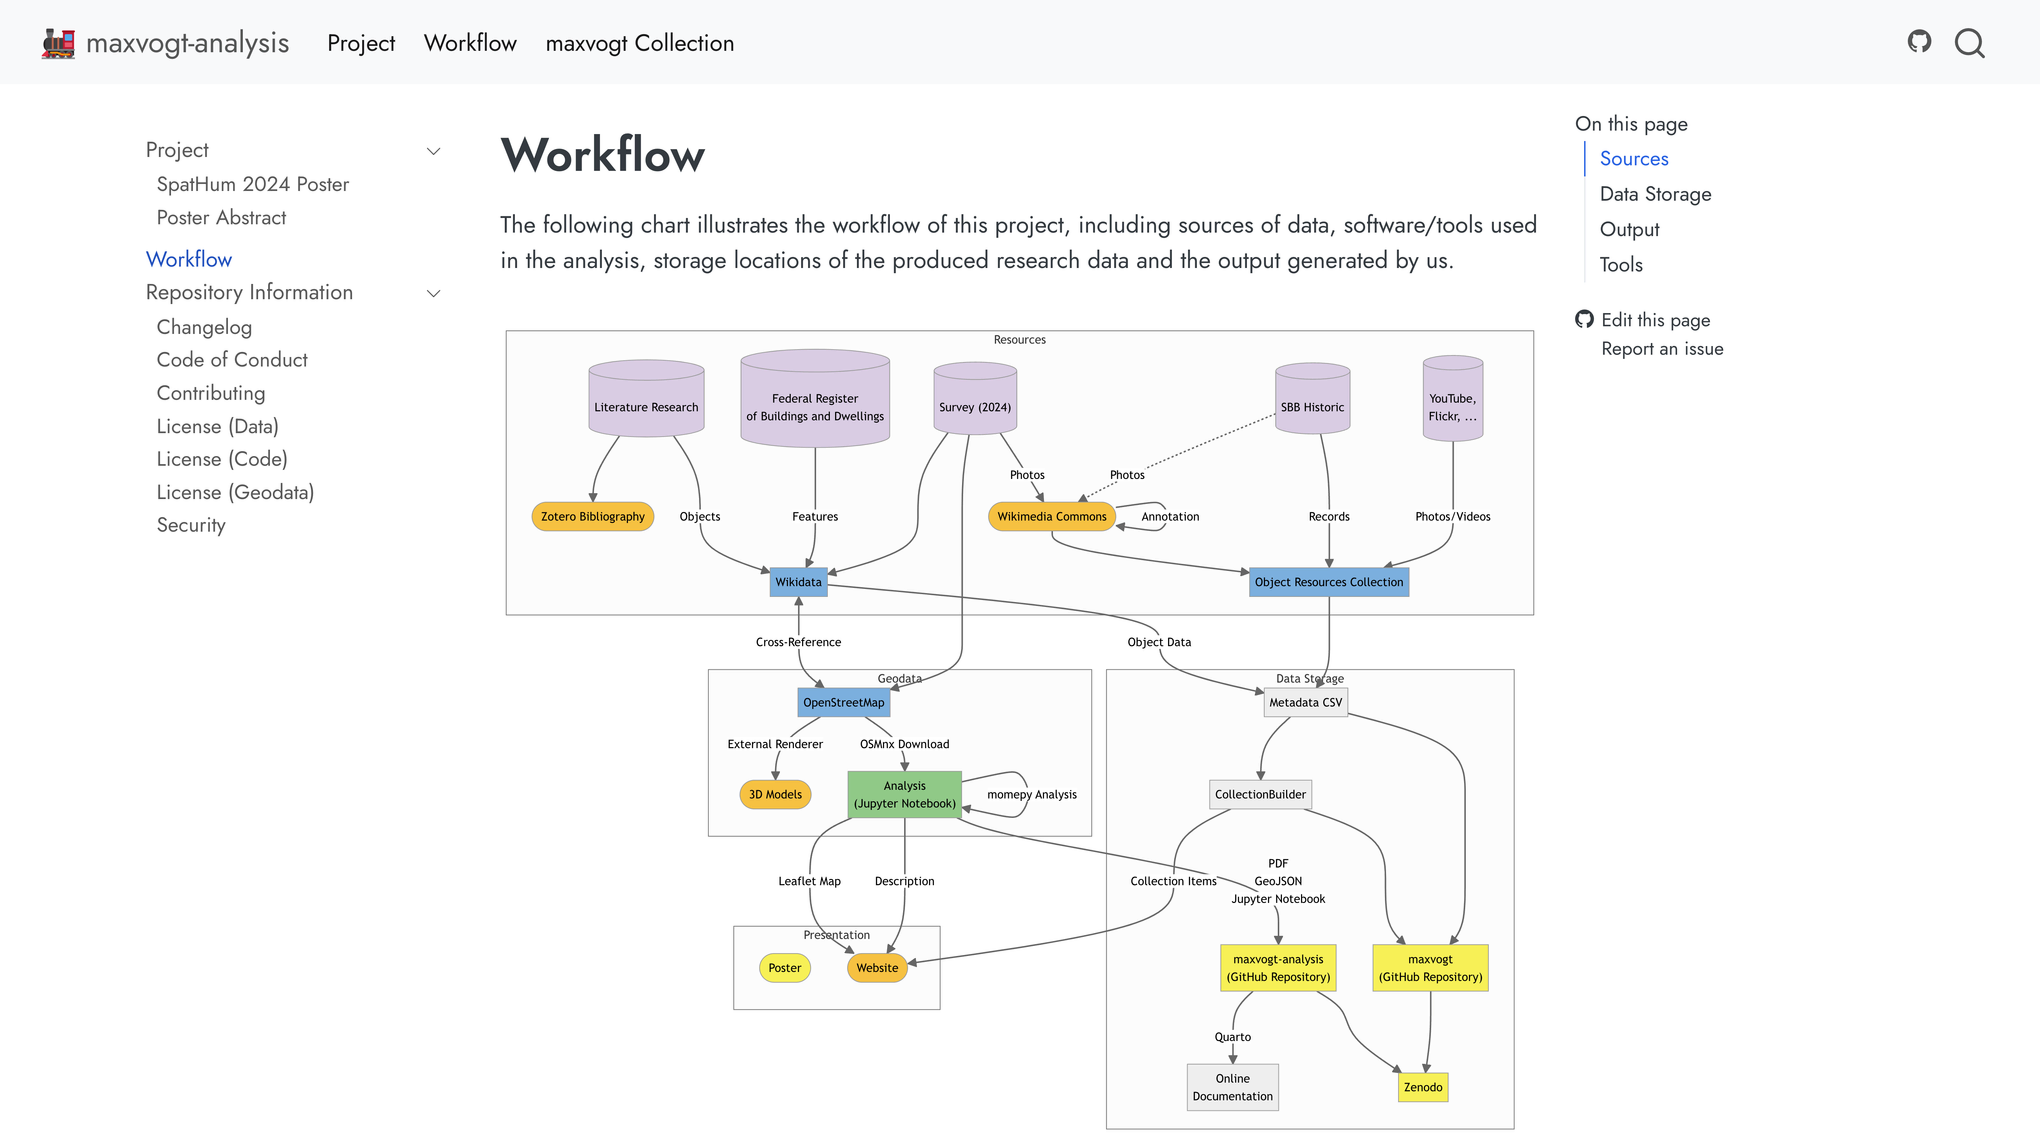 maxvogt-analysis
Project
Workflow
maxvogt Collection
Project
SpatHum 2024 Poster
Poster Abstract
Workflow
Repository Information
Changelog
Code of Conduct
Contributing
License (Data)
License (Code)
License (Geodata)
Security
Workflow
The following chart illustrates the workflow of this project, including sources of data, software/tools used
in the analysis, storage locations of the produced research data and the output generated by us.
Resources
Literature Research
Federal Register
of Buildings and Dwellings
Survey (2024)
SBB Historic
YouTube,
Flickr, ...
Photos
Photos
Zotero Bibliography
Objects
Features
Wikimedia Commons
Annotation
Records
Photos/Videos
Wikidata
Object Resources Collection
Cross-Reference
Object Data
Geodata
OpenStreetMap
External Renderer
OSMnx Download
3D Models
Analysis
(Jupyter Notebook)
momepy Analysis
Data Storage
Metadata CSV
CollectionBuilder
Leaflet Map
Description
Collection Items
PDF
GeoJSON
Jupyter Notebook
Presentation
Poster
Website
maxvogt-analysis
(GitHub Repository)
maxvogt
(GitHub Repository)
Quarto
Online
Documentation
Zenodo
On this page
Sources
Data Storage
Output
Tools
Edit this page
Report an issue